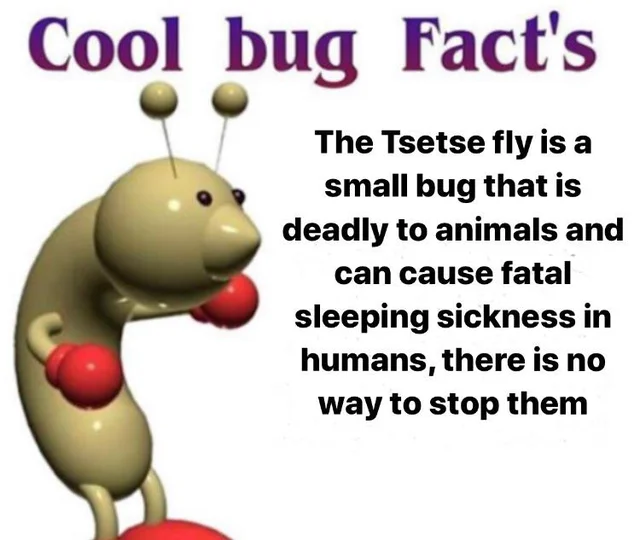 Cool bug Fact's
The Tsetse fly is a
small bug that is
deadly to animals and
can cause fatal
sleeping sickness in
humans, there is no
way to stop them